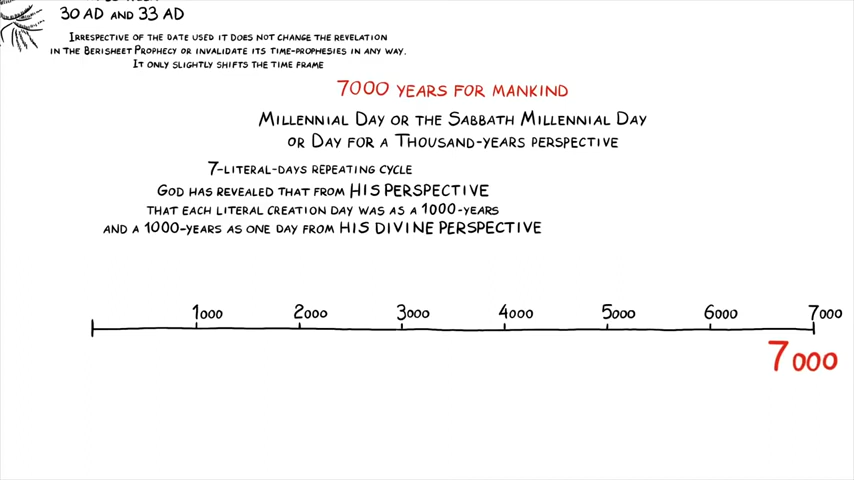 30 AD AND 33 AD
IRRESPECTIVE OF THE DATE USED IT DOES NOT CHANGE THE REVELATION
IN THE BERISHEET PROPHECY OR INVALIDATE ITS TIME-PROPHESIES IN ANY WAY.
IT ONLY SLIGHTLY SHIFTS THE TIME FRAME
7000 YEARS FOR MANKIND
MILLENNIAL DAY OR THE SABBATH MILLENNIAL DAY
OR DAY FOR A THOUSAND-YEARS PERSPECTIVE
7-LITERAL-DAYS REPEATING CYCLE
GOD HAS REVEALED THAT FROM HIS PERSPECTIVE
THAT EACH LITERAL CREATION DAY WAS AS A 1000-YEARS
AND A 1000-YEARS AS ONE DAY FROM HIS DIVINE PERSPECTIVE
1000 2000 3000 4000 5000 6000 7000
7000